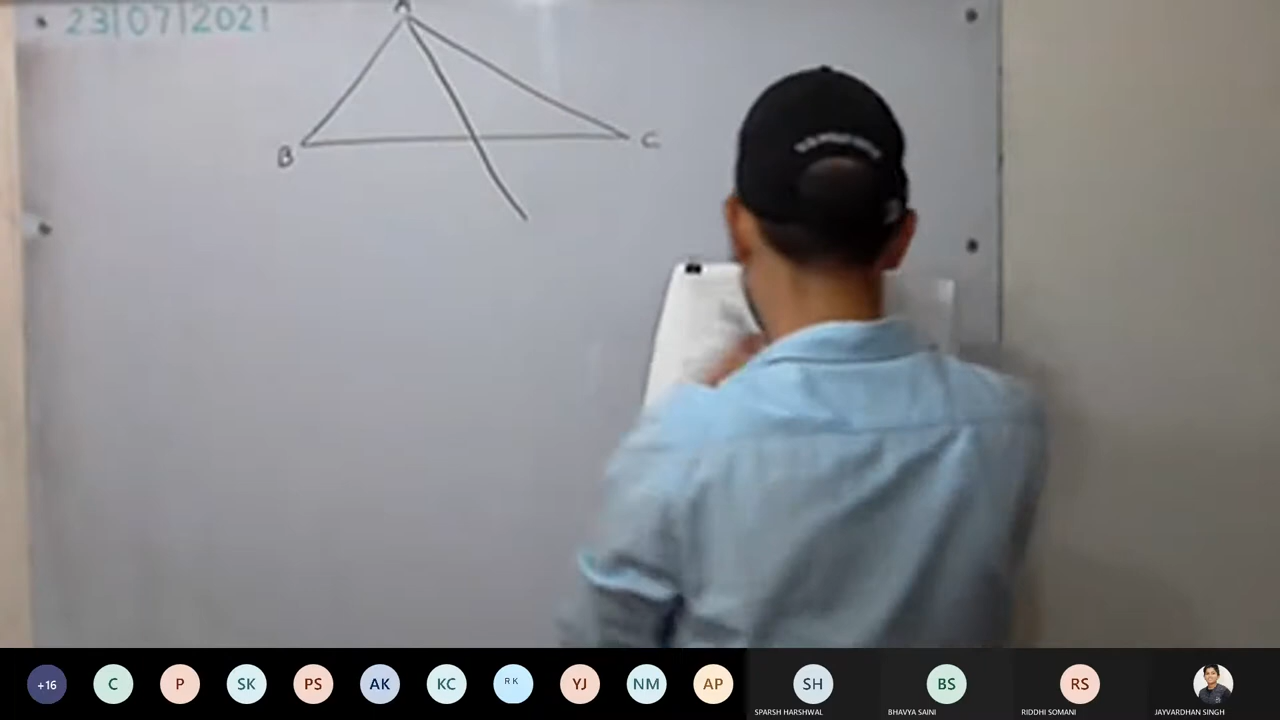 23/07/2021
A
B
C
+16
C
P
SK
PS
AK
KC
RK
YJ
NM
AP
SH
BS
RS
SPARSH HARSHWAL
BHAVYA SAINI
RIDDHI SOMANI
JAYVARDHAN SINGH